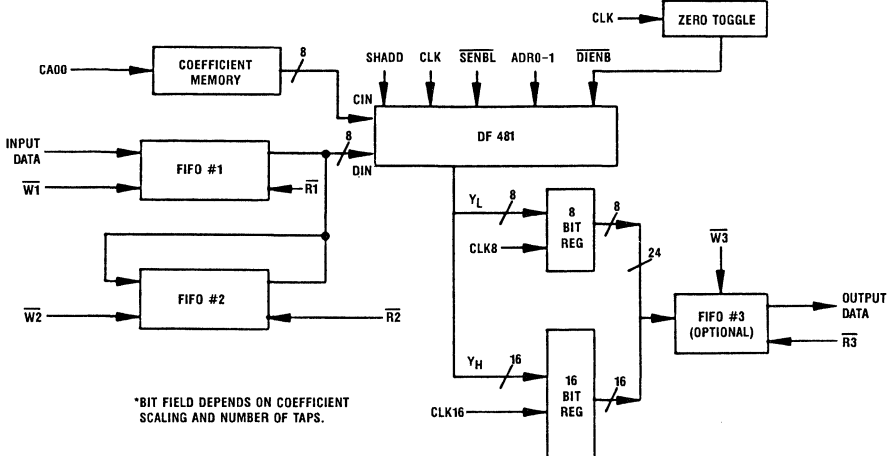 CLK
ZERO TOGGLE
CA00
COEFFICIENT
MEMORY
8
SHADD
CLK
SENBL
ADR0-1
DIENB
CIN
DF 481
INPUT
DATA
FIFO #1
8
DIN
W1
R1
YL
8
8
BIT
REG
8
CLK8
24
W3
FIFO #2
W2
R2
FIFO #3
(OPTIONAL)
OUTPUT
DATA
R3
YH
16
16
BIT
REG
16
CLK16
*BIT FIELD DEPENDS ON COEFFICIENT
SCALING AND NUMBER OF TAPS.